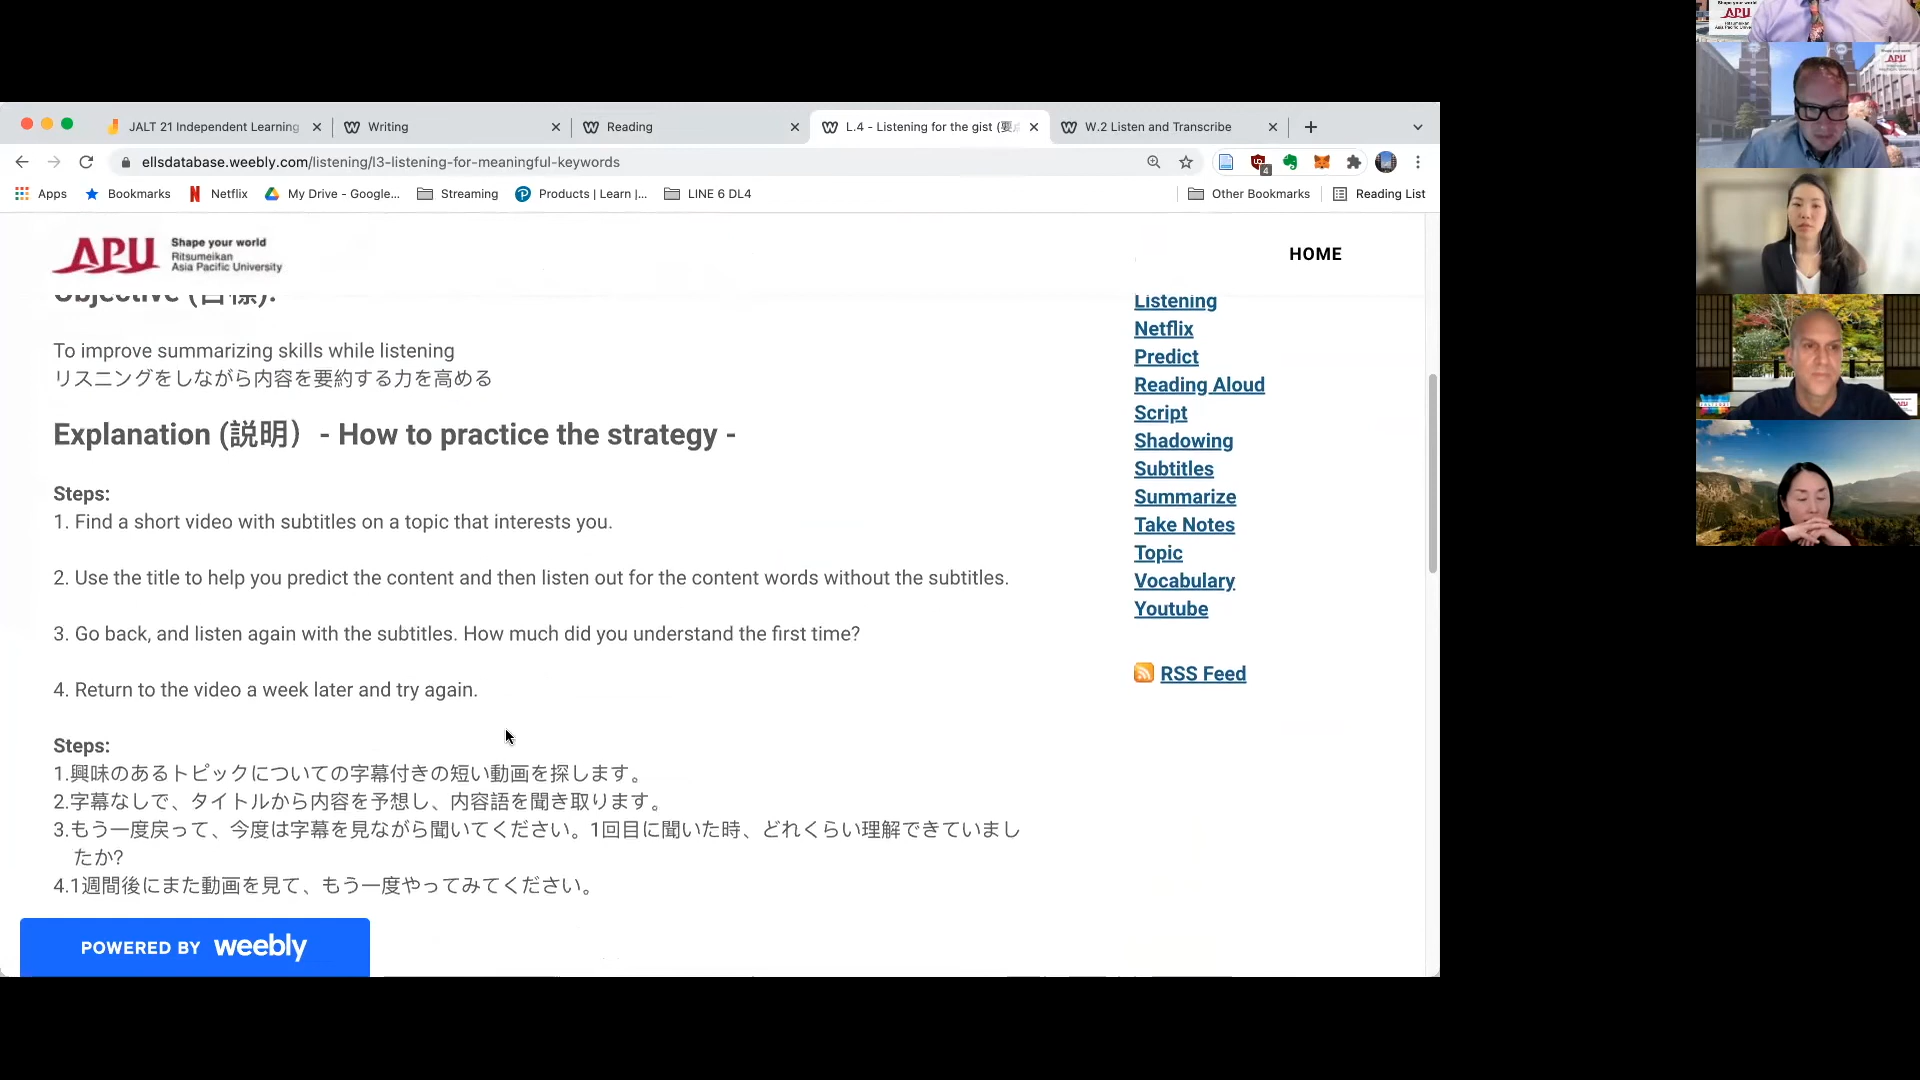 JALT 21 Independent Learning
Writing
Reading
L.4 - Listening for the gist (要点
W.2 Listen and Transcribe
ellsdatabase.weebly.com/listening/l3-listening-for-meaningful-keywords
4
Apps
Bookmarks
Netflix
My Drive - Google...
Streaming
Products | Learn |...
LINE 6 DL4
Other Bookmarks
Reading List
APU
Shape your world
Ritsumeikan
Asia Pacific University
HOME
Objective (目標):
To improve summarizing skills while listening
リスニングをしながら内容を要約する力を高める
Explanation (説明） - How to practice the strategy -
Steps:
1. Find a short video with subtitles on a topic that interests you.
2. Use the title to help you predict the content and then listen out for the content words without the subtitles.
3. Go back, and listen again with the subtitles. How much did you understand the first time?
4. Return to the video a week later and try again.
Steps:
1.興味のあるトピックについての字幕付きの短い動画を探します。
2.字幕なしで、タイトルから内容を予想し、内容語を聞き取ります。
3.もう一度戻って、今度は字幕を見ながら聞いてください。1回目に聞いた時、どれくらい理解できていまし
たか?
4.1週間後にまた動画を見て、もう一度やってみてください。
Listening
Netflix
Predict
Reading Aloud
Script
Shadowing
Subtitles
Summarize
Take Notes
Topic
Vocabulary
Youtube
RSS Feed
POWERED BY weebly
Shape your world
APU
Ritsumeikan
APU